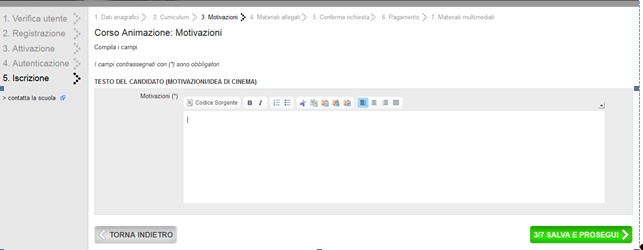 1. Verifica utente
2. Registrazione
3. Attivazione
4. Autenticazione
5. Iscrizione
> contatta la scuola
1. Dati anagrafici 2. Curriculum 3. Motivazioni 4. Materiali allegati 5. Conferma richiesta 6. Pagamento 7. Materiali multimediali
Corso Animazione: Motivazioni
Compila i campi
I campi contrassegnati con (*) sono obbligatori
TESTO DEL CANDIDATO (MOTIVAZIONI/IDEA DI CINEMA)
Motivazioni (*)
Codice Sorgente B I
TORNA INDIETRO
3/7 SALVA E PROSEGUI